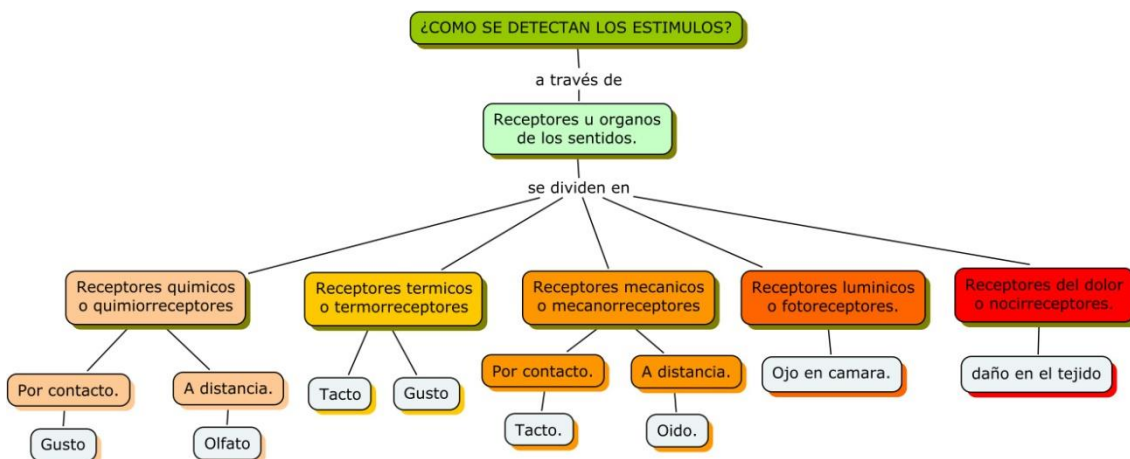 ¿COMO SE DETECTAN LOS ESTIMULOS?
a través de
Receptores u organos
de los sentidos.
se dividen en
Receptores quimicos
o quimiorreceptores
Receptores termicos
o termorreceptores
Receptores mecanicos
o mecanorreceptores
Receptores luminicos
o fotoreceptores.
Receptores del dolor
o nocirreceptores.
Por contacto.
A distancia.
Tacto
Gusto
Por contacto.
A distancia.
Ojo en camara.
daño en el tejido
Gusto
Olfato
Tacto.
Oido.